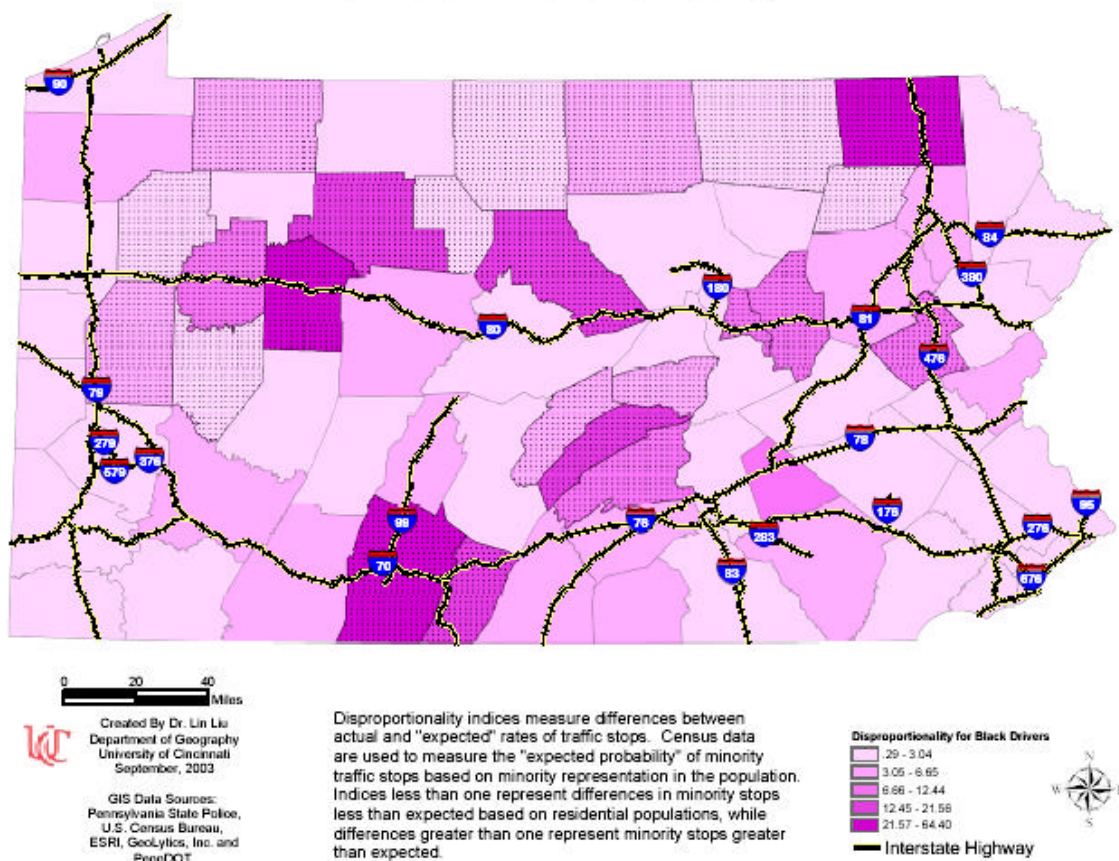 90
84
180
380
80
81
476
79
279
376
579
78
99
76
176
95
276
283
70
83
676
0 20 40
Miles
UC
Created By Dr. Lin Liu
Department of Geography
University of Cincinnati
September, 2003
GIS Data Sources:
Pennsylvania State Police,
U.S. Census Bureau,
ESRI, GeoLytics, Inc. and
PennDOT
Disproportionality indices measure differences between
actual and "expected" rates of traffic stops. Census data
are used to measure the "expected probability" of minority
traffic stops based on minority representation in the population.
Indices less than one represent differences in minority stops
less than expected based on residential populations, while
differences greater than one represent minority stops greater
than expected.
Disproportionality for Black Drivers
.29 - 3.04
3.05 - 6.65
6.66 - 12.44
12.45 - 21.56
21.57 - 64.40
Interstate Highway
N
W E
S